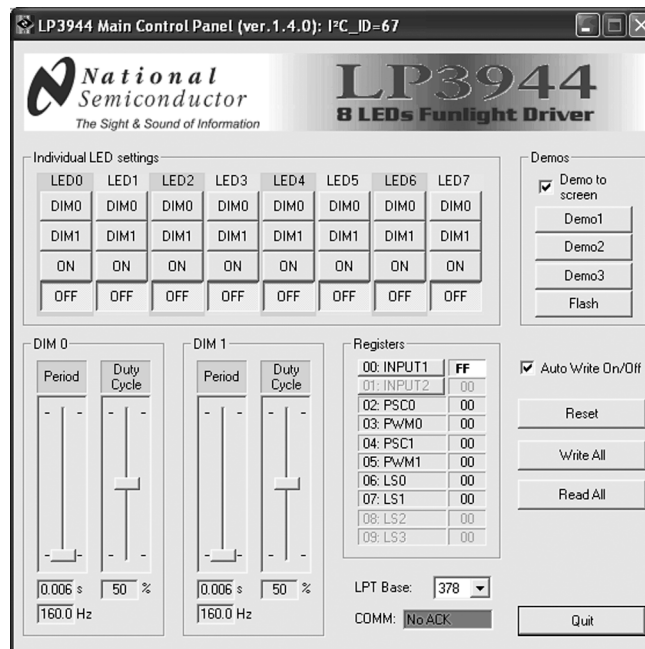 LP3944 Main Control Panel (ver.1.4.0): I²C_ID=67
National
Semiconductor
The Sight & Sound of Information
LP3944
8 LEDs Funlight Driver
Individual LED settings
LED0 LED1 LED2 LED3 LED4 LED5 LED6 LED7
DIM0 DIM0 DIM0 DIM0 DIM0 DIM0 DIM0 DIM0
DIM1 DIM1 DIM1 DIM1 DIM1 DIM1 DIM1 DIM1
ON ON ON ON ON ON ON ON
OFF OFF OFF OFF OFF OFF OFF OFF
Demos
Demo to
screen
Demo1
Demo2
Demo3
Flash
DIM 0
Period
Duty
Cycle
0.006 s 50 %
160.0 Hz
DIM 1
Period
Duty
Cycle
0.006 s 50 %
160.0 Hz
Registers
00: INPUT1 FF
01: INPUT2 00
02: PSC0 00
03: PWM0 00
04: PSC1 00
05: PWM1 00
06: LS0 00
07: LS1 00
08: LS2 00
09: LS3 00
LPT Base: 378
COMM: No ACK
Auto Write On/Off
Reset
Write All
Read All
Quit